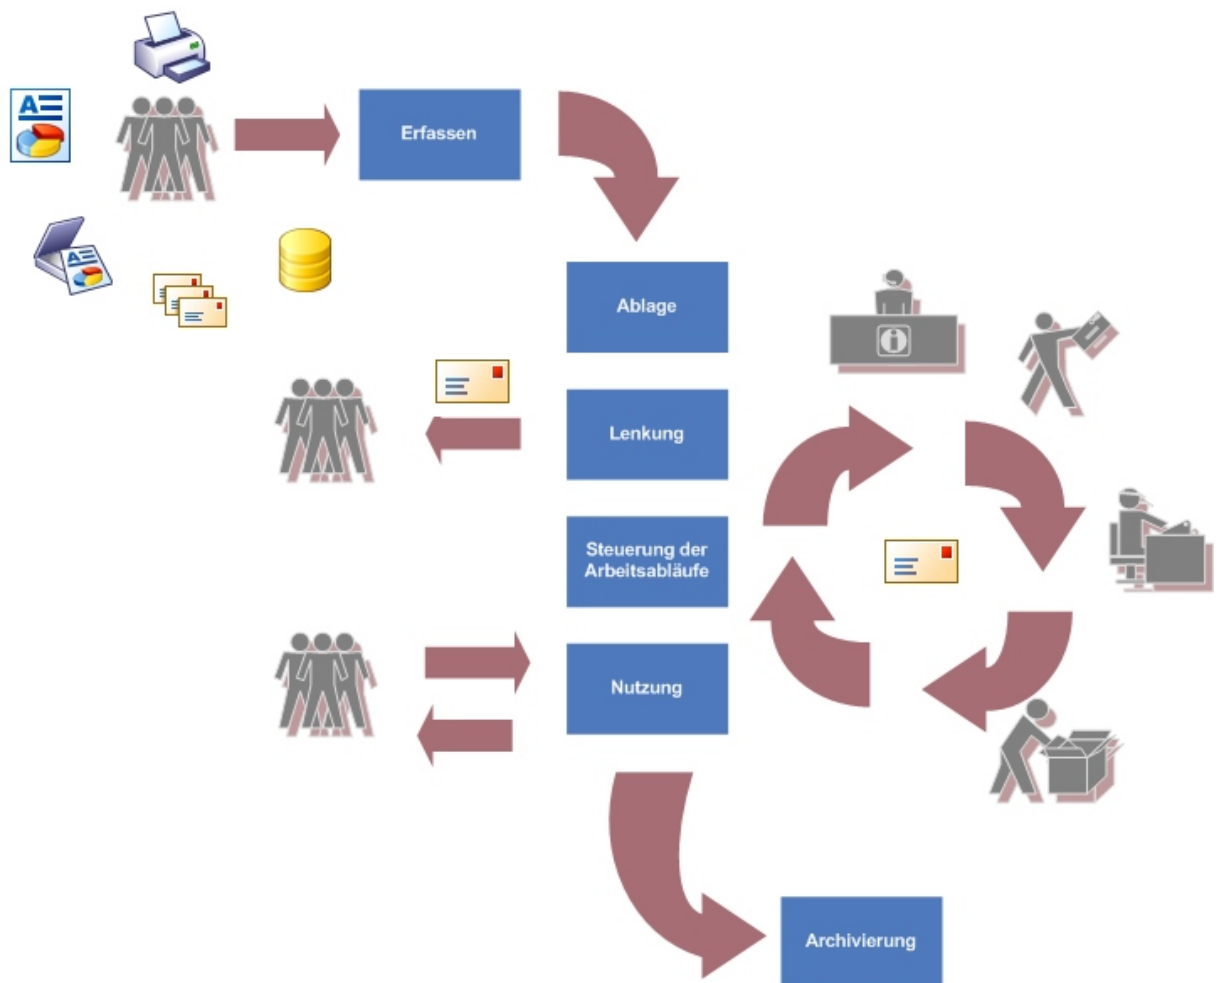 Erfassen
Ablage
Lenkung
Steuerung der
Arbeitsabläufe
Nutzung
Archivierung